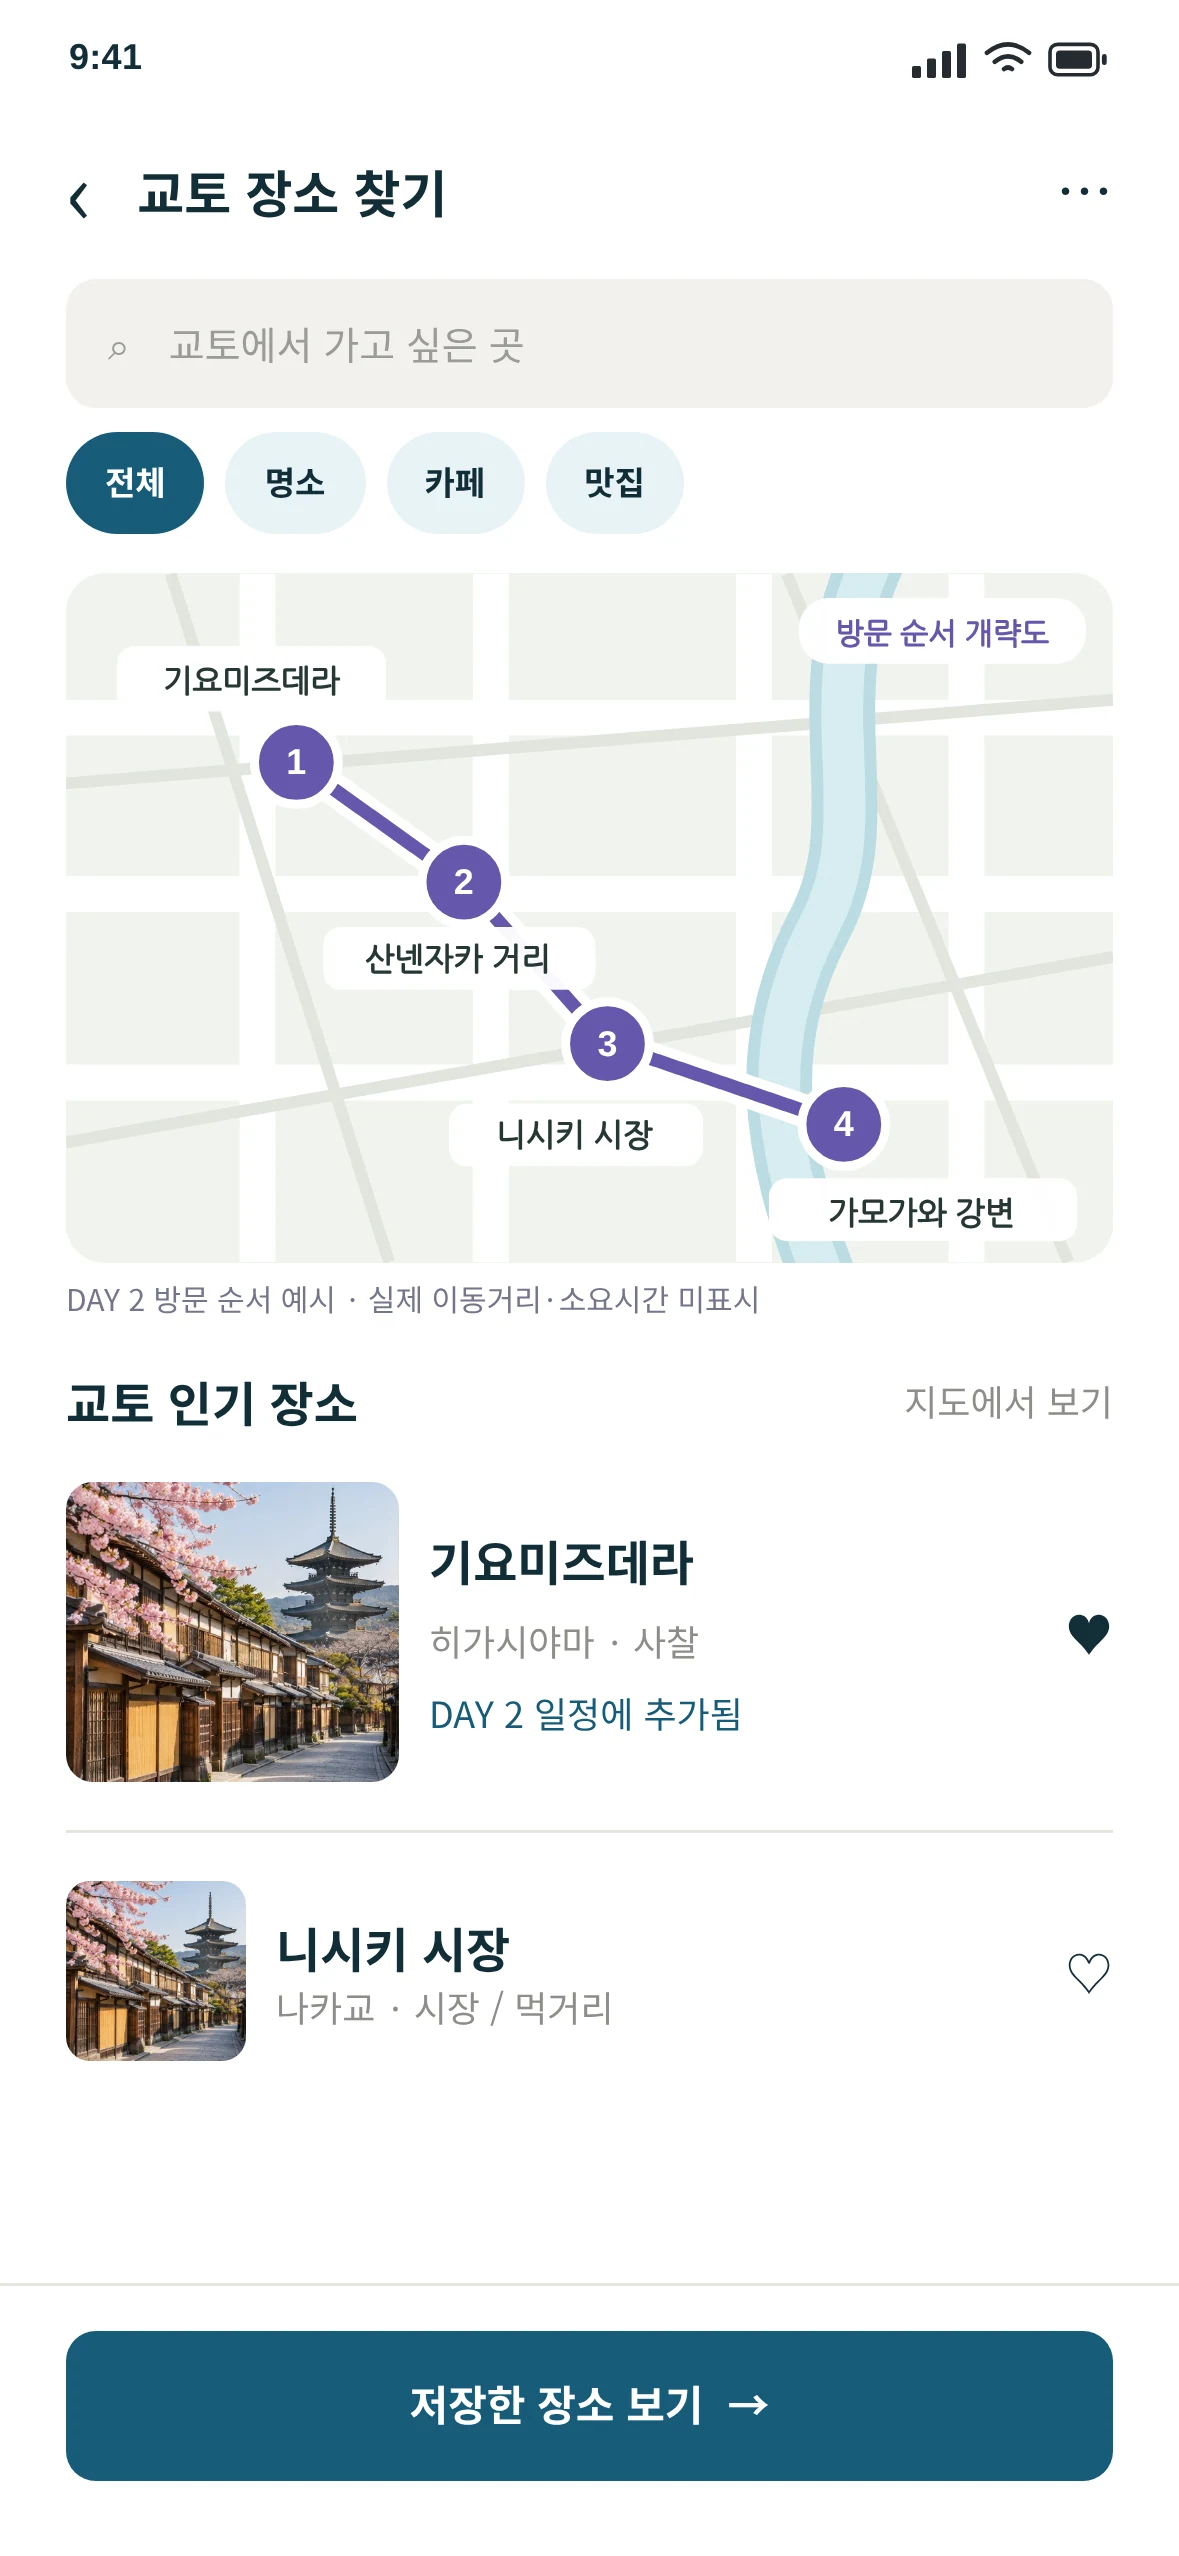 9:41
교토 장소 찾기
교토에서 가고 싶은 곳
전체 명소 카페 맛집
방문 순서 개략도
기요미즈데라
1
2
산넨자카 거리
3
니시키 시장
4
가모가와 강변
DAY 2 방문 순서 예시 · 실제 이동거리·소요시간 미표시
교토 인기 장소 지도에서 보기
기요미즈데라
히가시야마 · 사찰
DAY 2 일정에 추가됨
니시키 시장
나카교 · 시장 / 먹거리
저장한 장소 보기 →